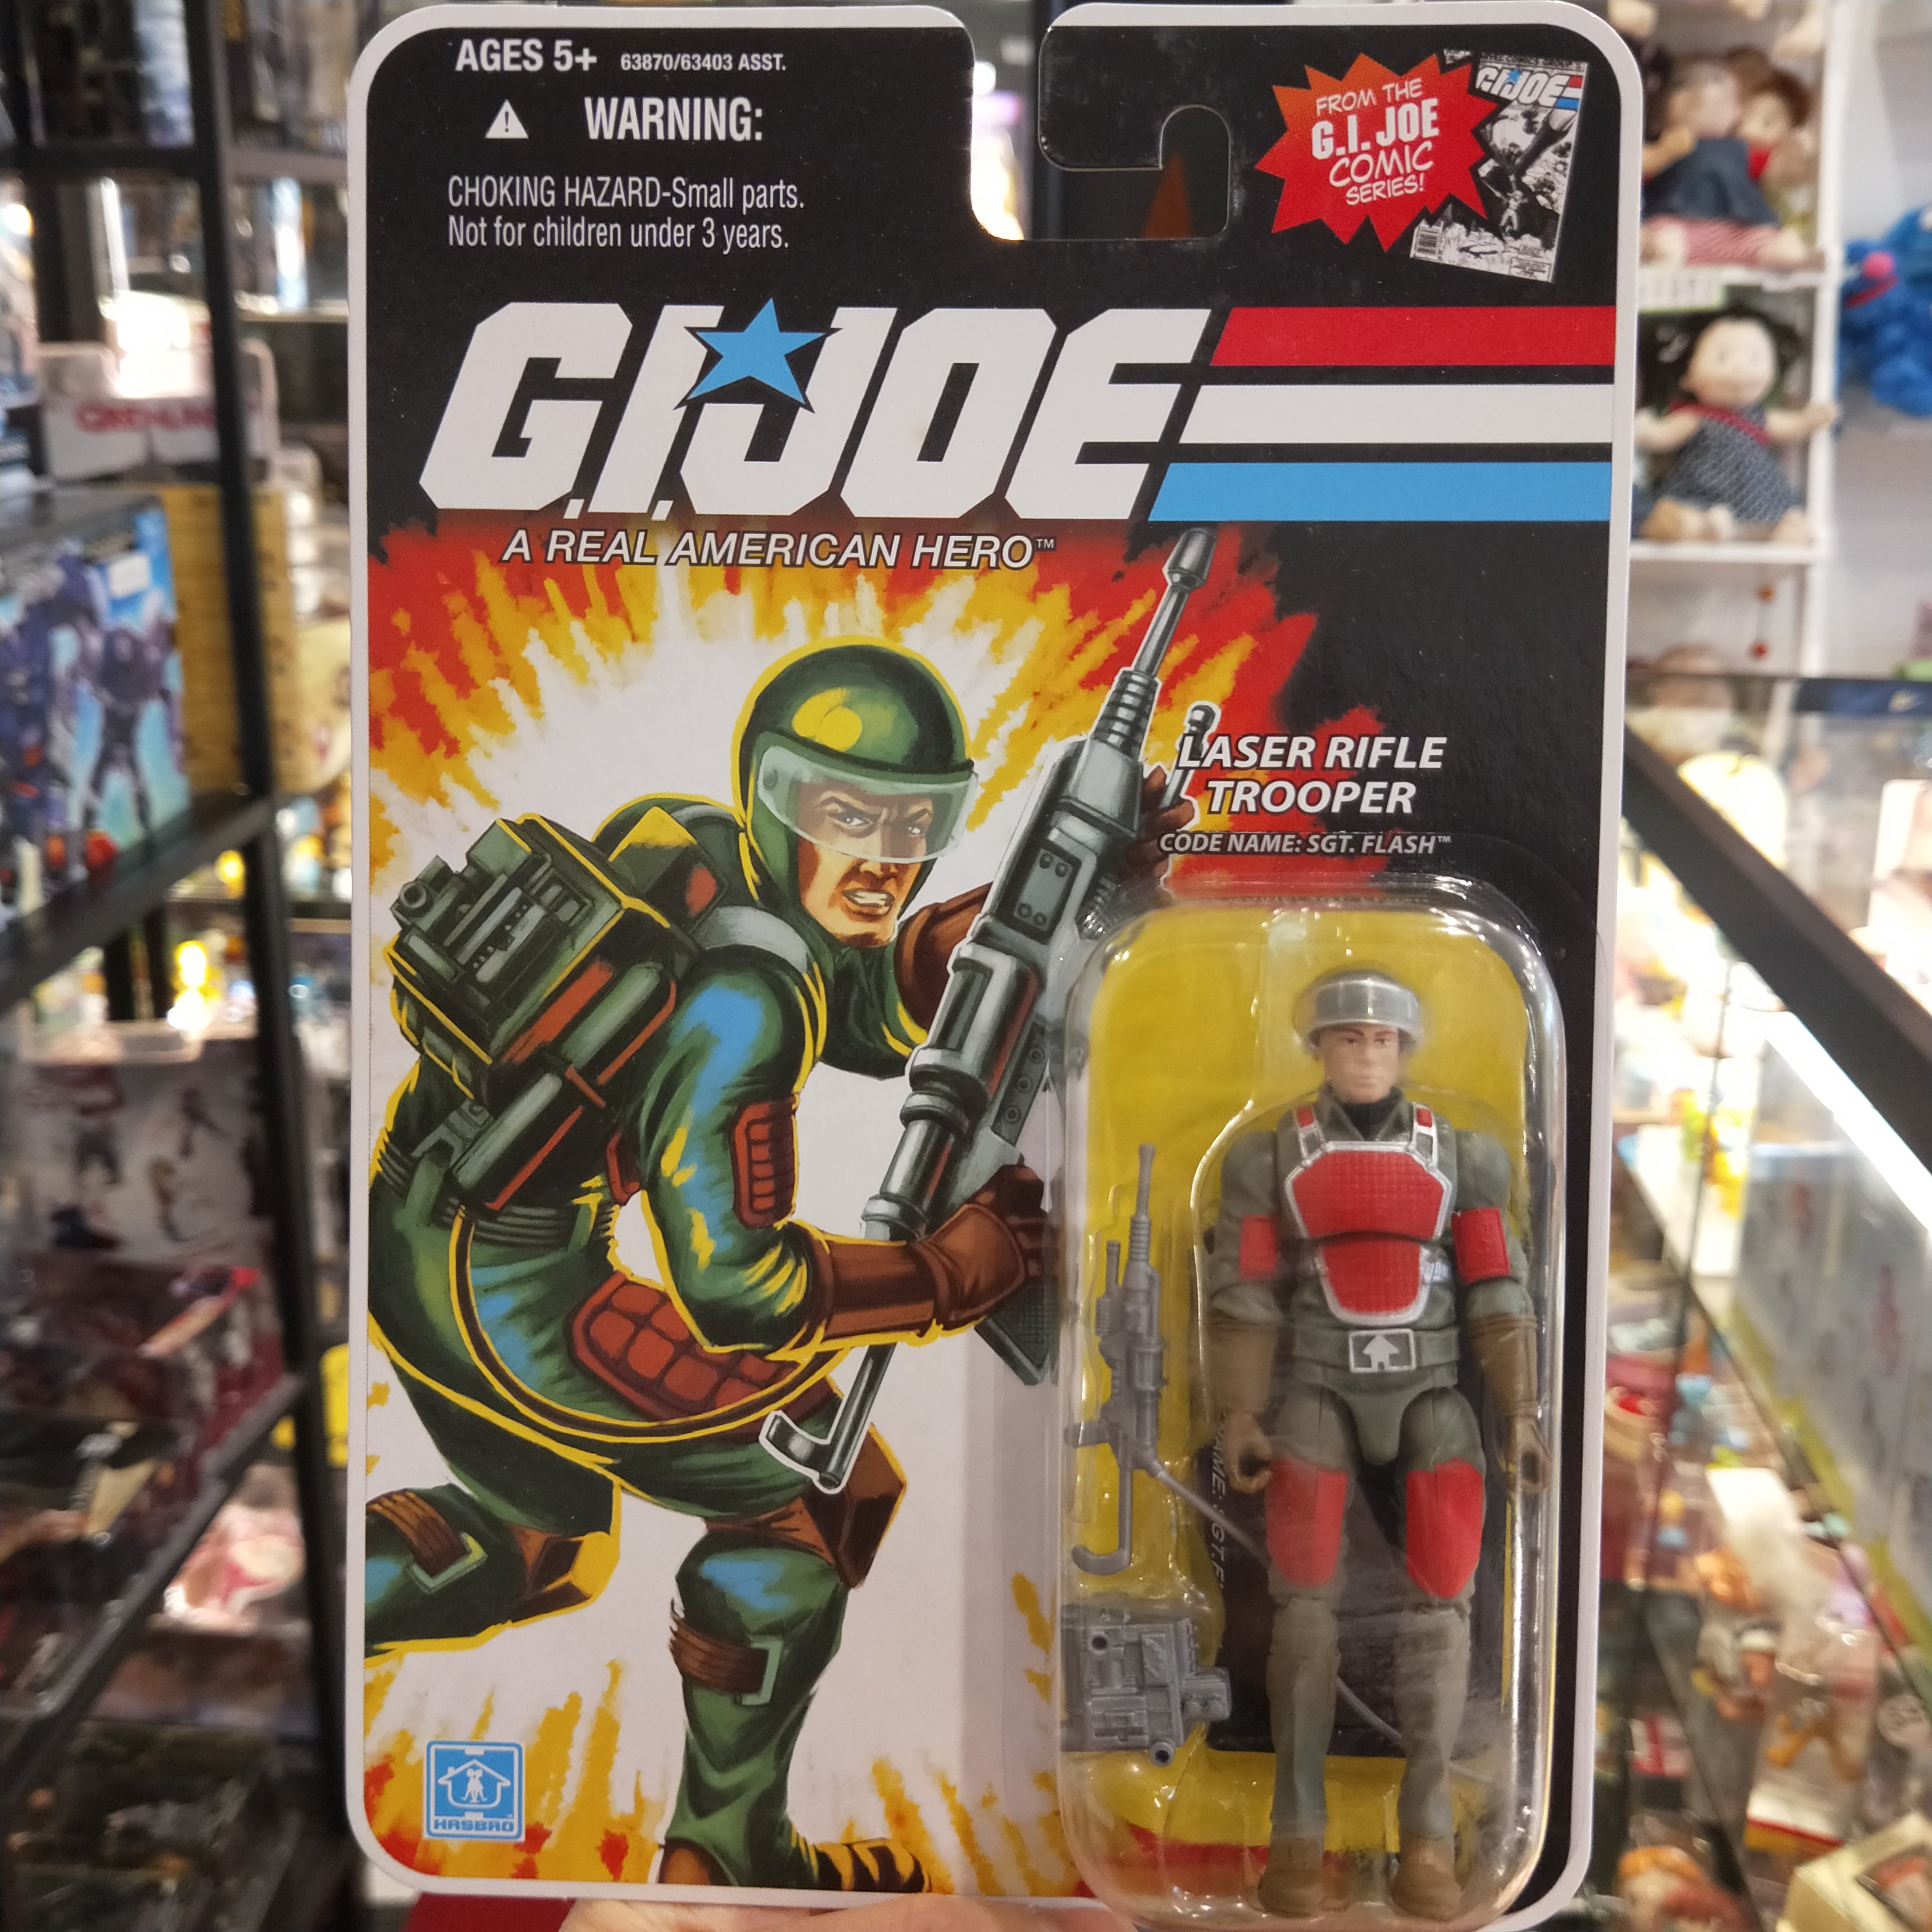 AGES 5+ 63870/63403 ASST.
WARNING:
CHOKING HAZARD-Small parts.
Not for children under 3 years.
FROM THE
G.I. JOE
COMIC
SERIES!
G.I. JOE
G.I. JOE
A REAL AMERICAN HERO™
LASER RIFLE
TROOPER
CODE NAME: SGT. FLASH™
HASBRO